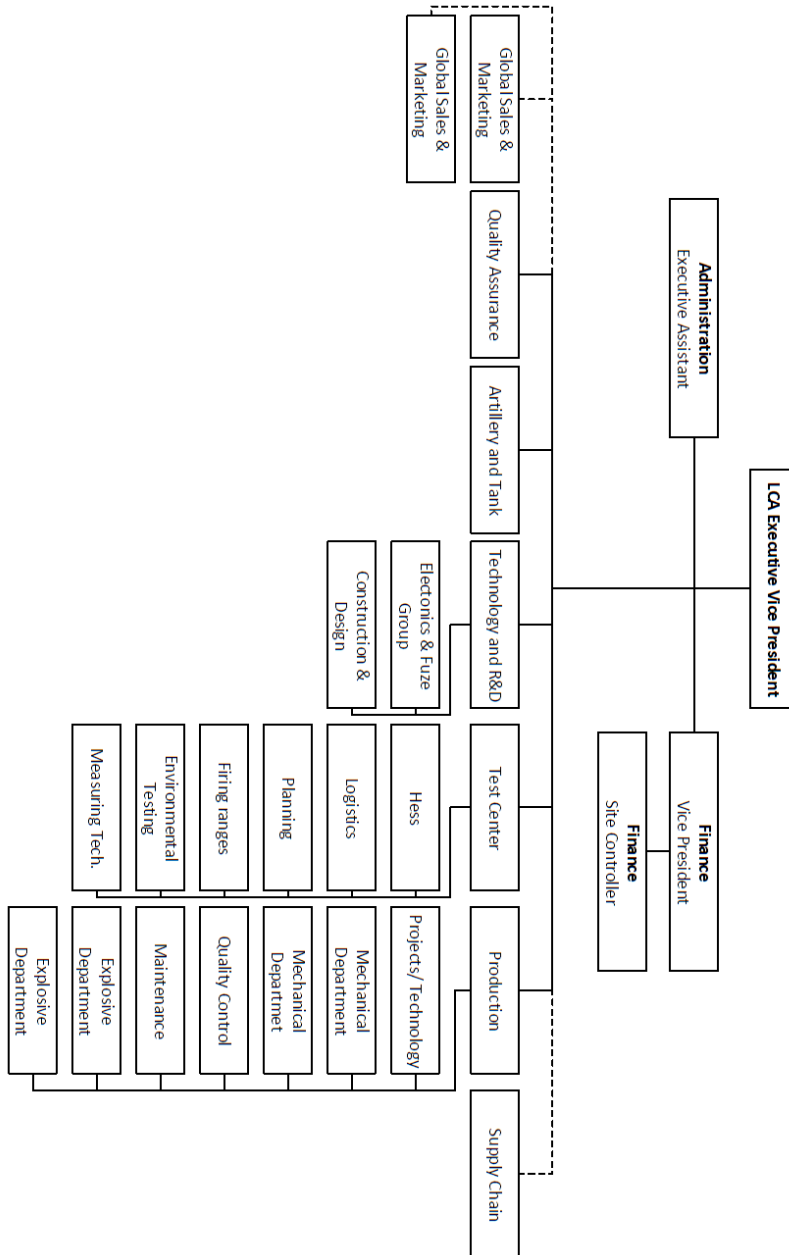 LCA Executive Vice President
Administration
Executive Assistant
Finance
Vice President
Finance
Site Controller
Global Sales &
Marketing
Global Sales &
Marketing
Quality Assurance
Artillery and Tank
Technology and R&D
Electonics & Fuze
Group
Construction &
Design
Test Center
Hess
Logistics
Planning
Firing ranges
Environmental
Testing
Measuring Tech.
Production
Projects/Technology
Mechanical
Department
Mechanical
Departmet
Quality Control
Maintenance
Explosive
Department
Explosive
Department
Supply Chain